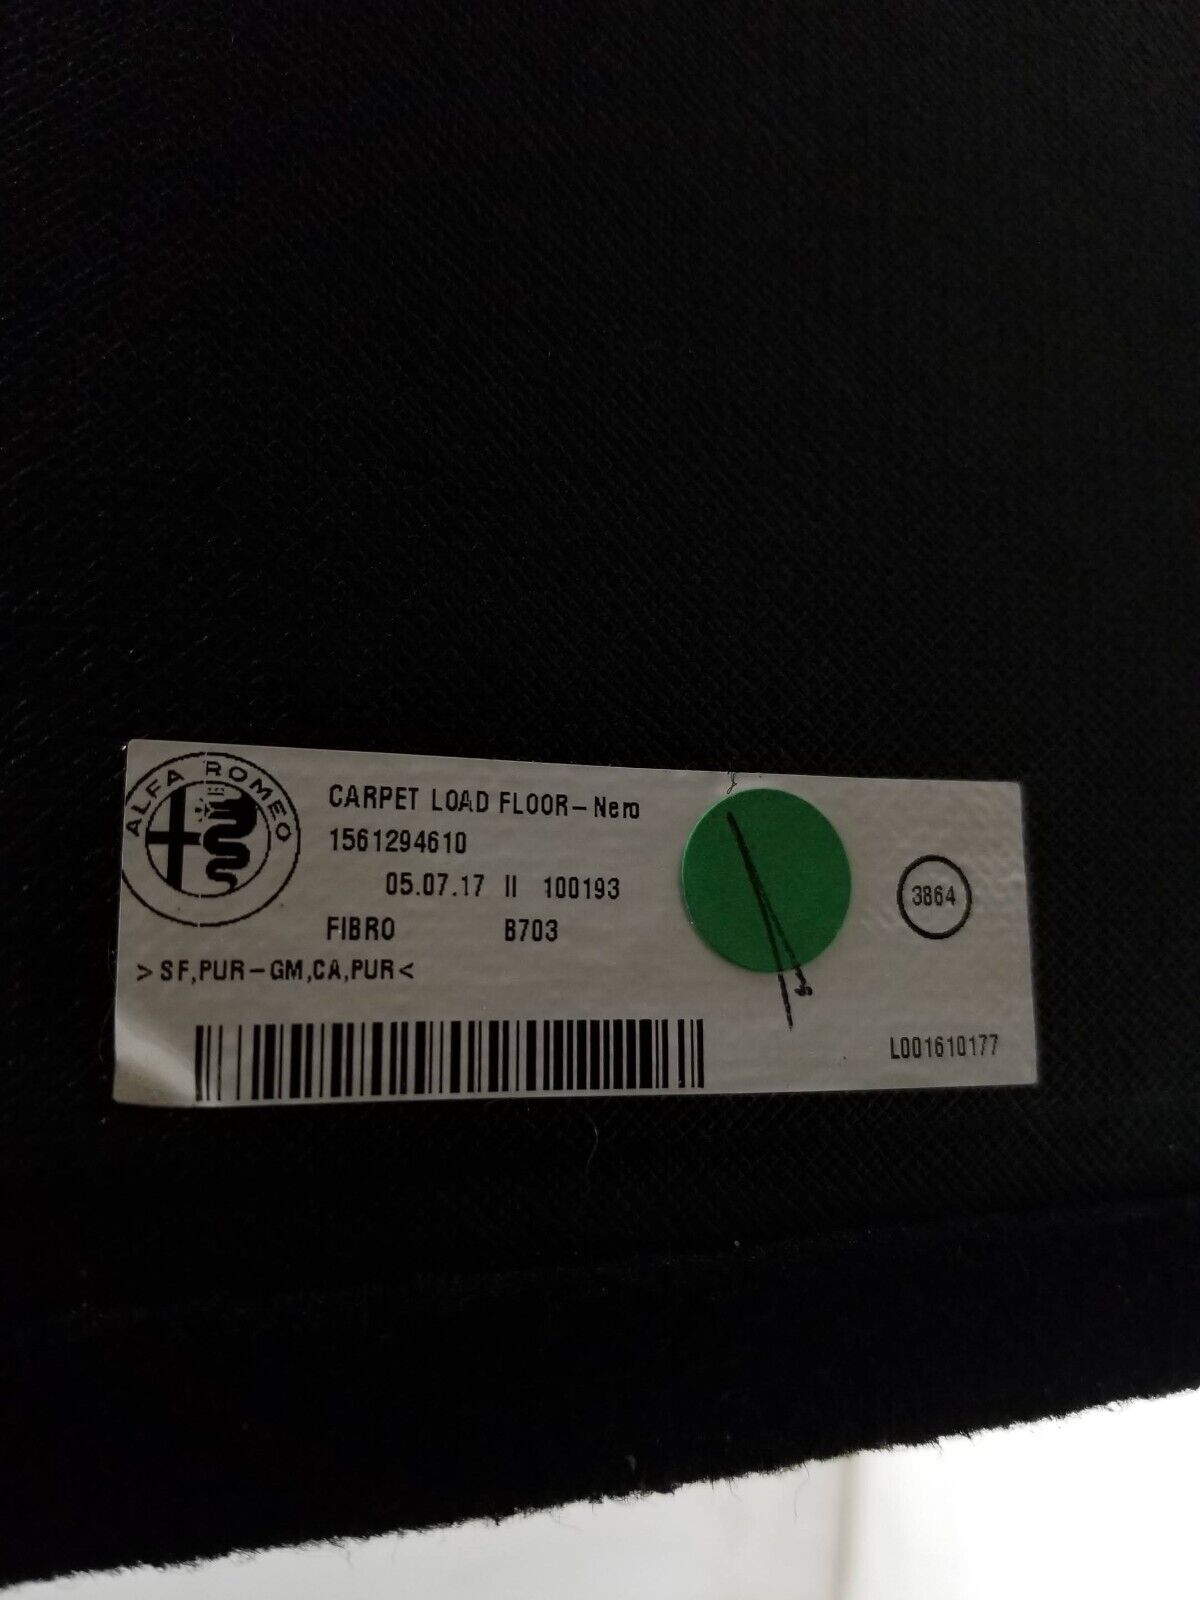 ALFA ROMEO
CARPET LOAD FLOOR-Nero
1561294610
05.07.17 II 100193
FIBRO B703
>SF,PUR-GM,CA,PUR<
3864
L001610177